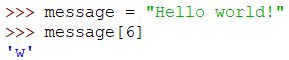 >>> message = "Hello world!"
>>> message[6]
'w'